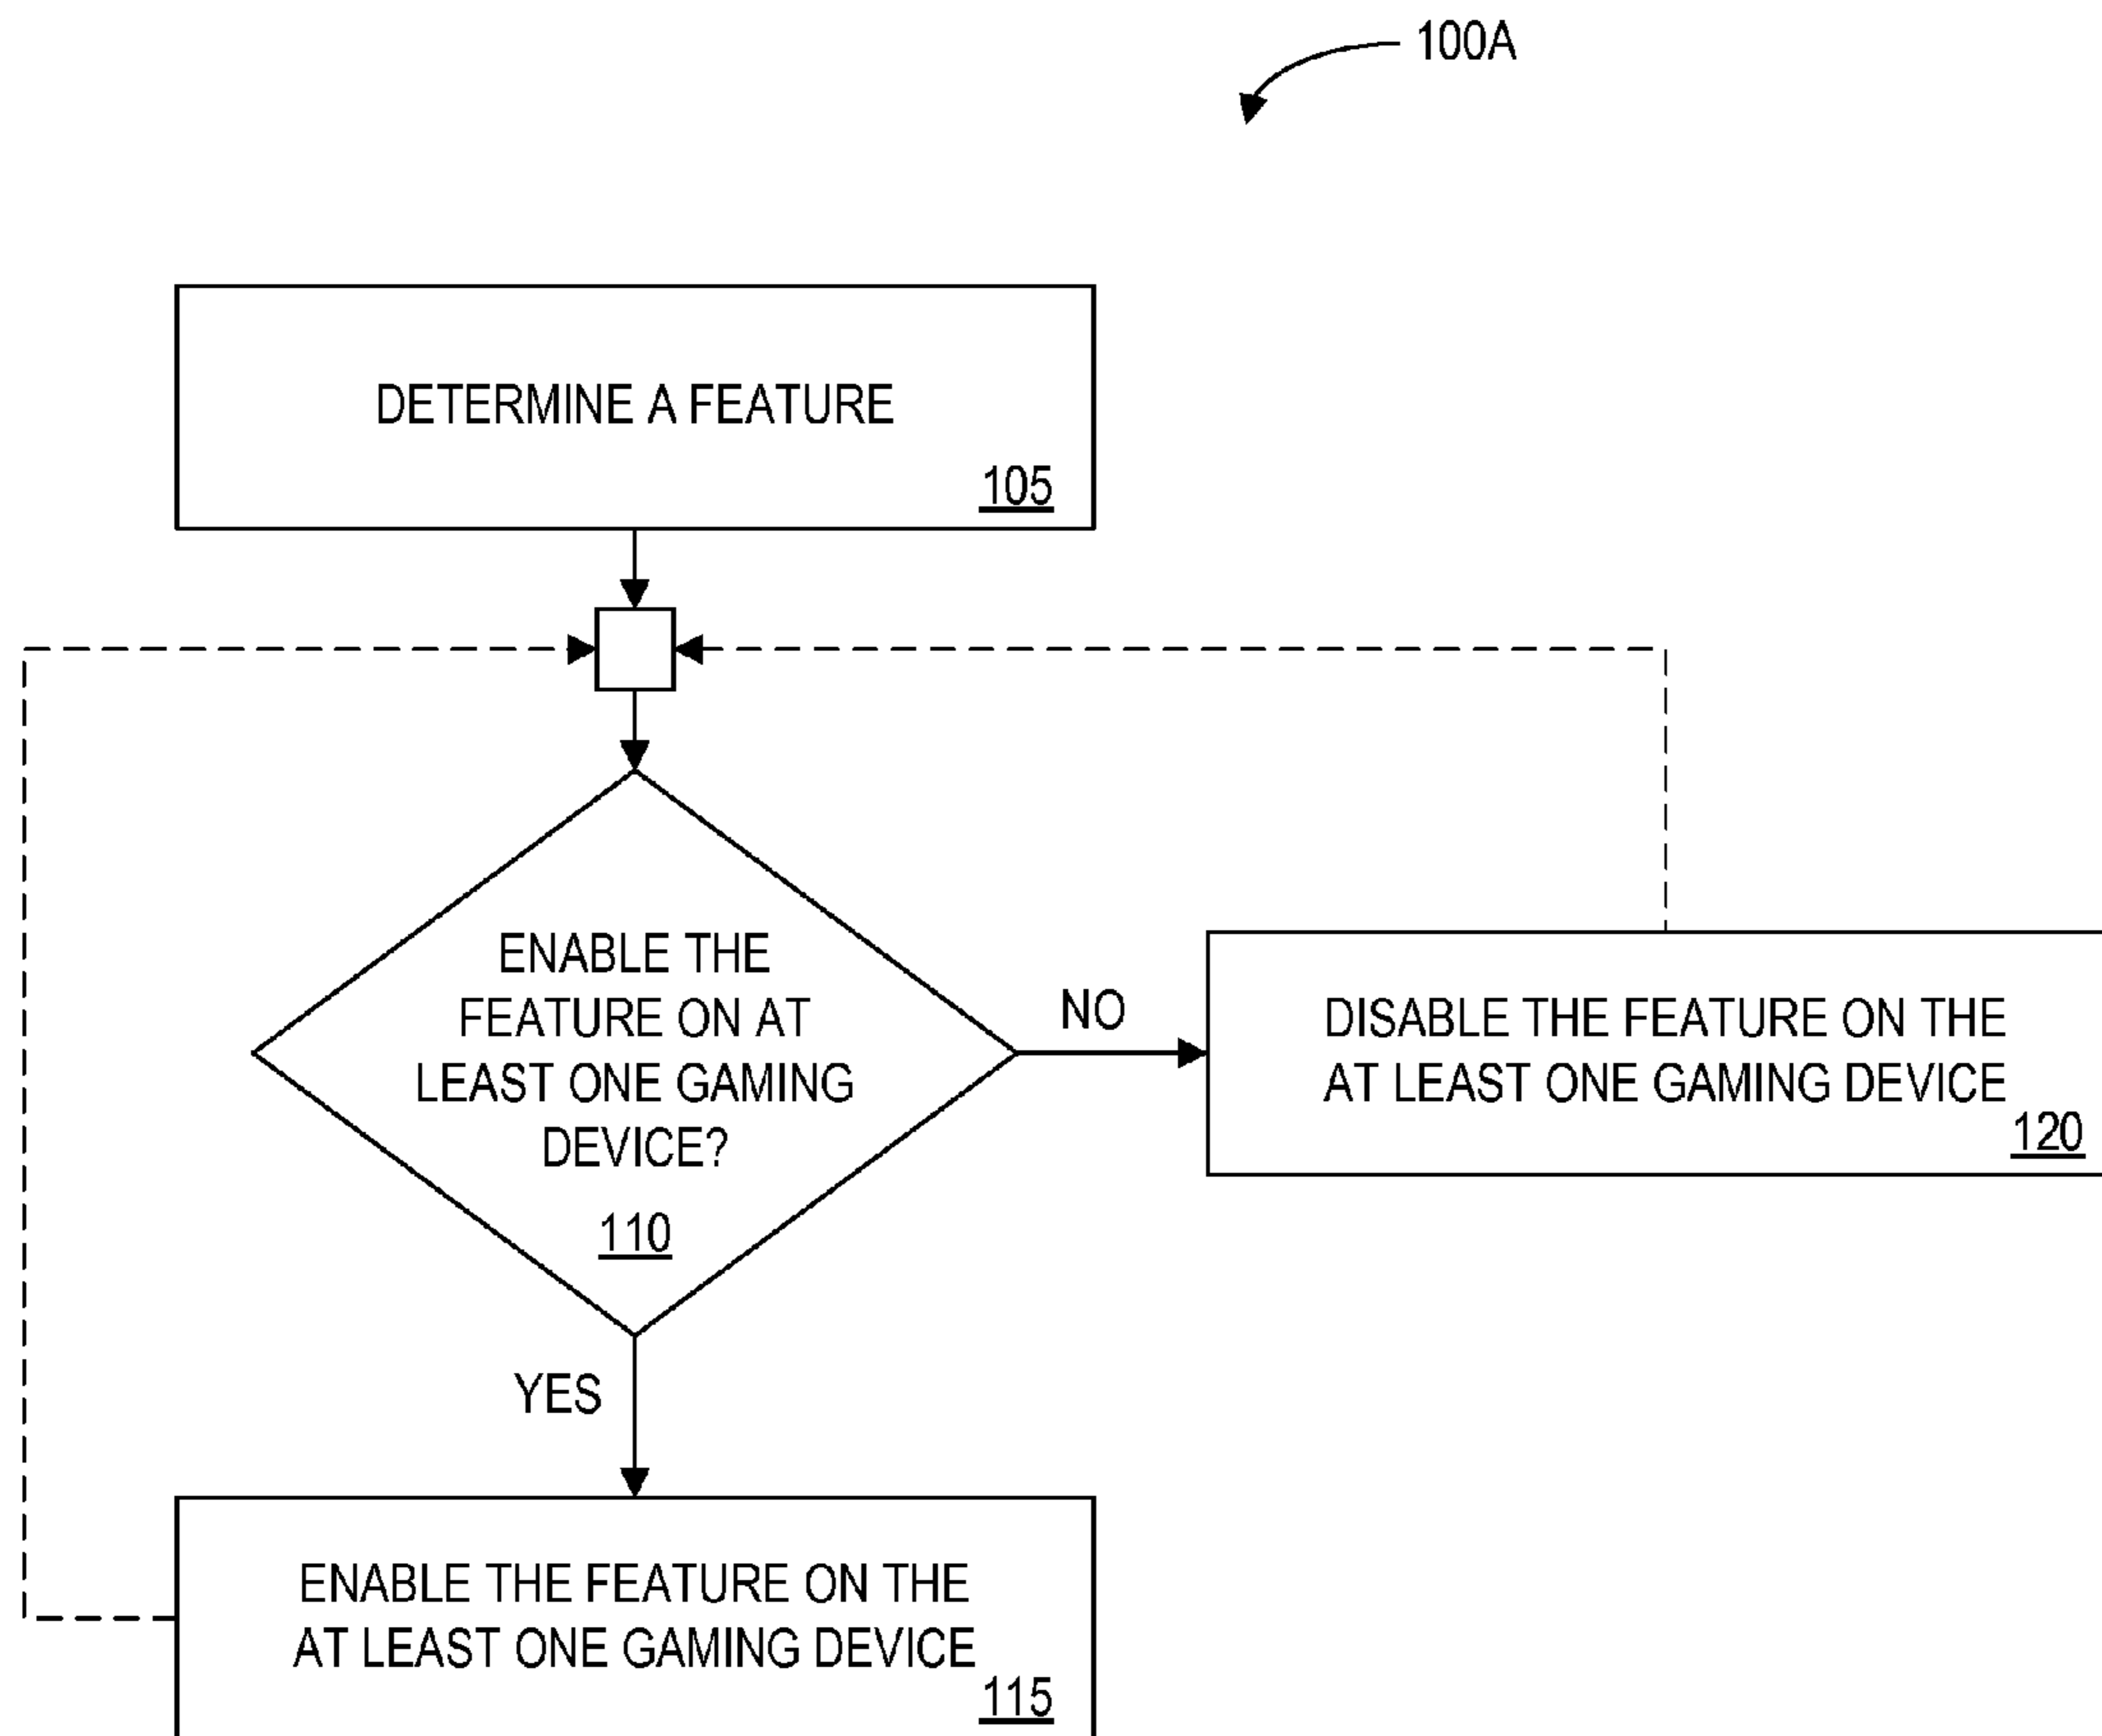 100A
DETERMINE A FEATURE
105
ENABLE THE
FEATURE ON AT
LEAST ONE GAMING
DEVICE?
110
NO
DISABLE THE FEATURE ON THE
AT LEAST ONE GAMING DEVICE
120
YES
ENABLE THE FEATURE ON THE
AT LEAST ONE GAMING DEVICE
115